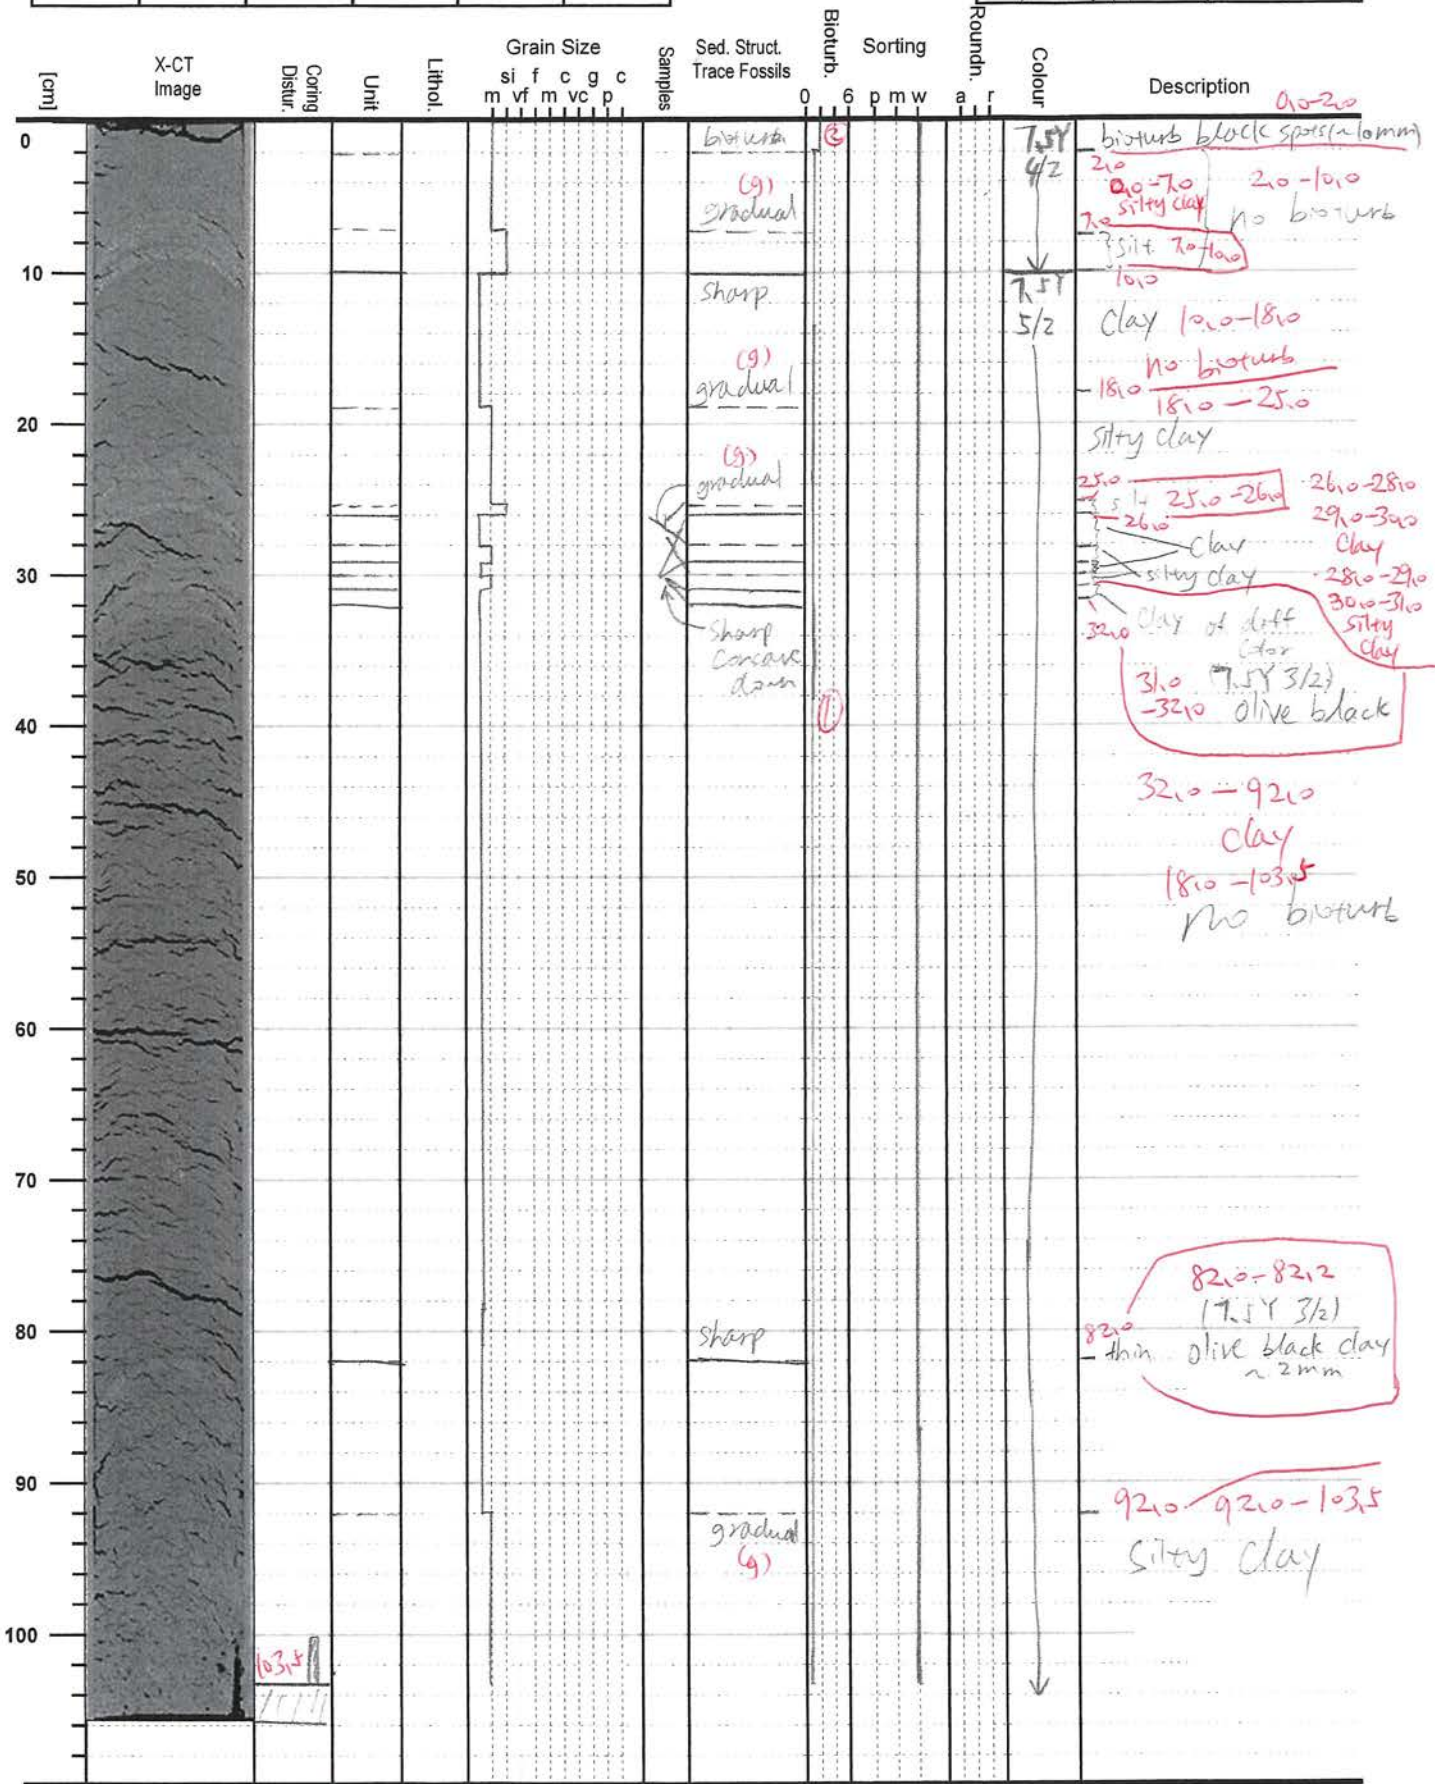 [cm]
X-CT
Image
Coring
Distur.
Unit
Lithol.
Grain Size
si f c g c
m vf m vc p
Samples
Sed. Struct.
Trace Fossils
Bioturb.
0 6
Sorting
p m w
Roundn.
a r
Colour
Description
0
10
20
30
40
50
60
70
80
90
100
103,5
bioturb
(g)
gradual
sharp
(g)
gradual
(g)
gradual
sharp
concave
down
sharp
gradual
(g)
②
①
7.5Y
4/2
7.5Y
5/2
0,0-2,0
bioturb black spots (~10mm)
2,0
2,0-7,0
silty clay
2,0-10,0
no bioturb
7,0
silt 7,0-10,0
10,0
Clay 10,0-18,0
no bioturb
18,0
18,0-25,0
silty clay
25,0
silt 25,0-26,0
26,0
26,0-28,0
29,0-30,0
Clay
Clay
silty clay
28,0-29,0
30,0-31,0
silty
clay
32,0
Clay of diff
color
31,0
-32,0
(7.5Y 3/2)
olive black
32,0-92,0
clay
18,0-103,5
no bioturb
82,0-82,2
(7.5Y 3/2)
82,0
thin olive black clay
~2mm
92,0
92,0-103,5
silty clay